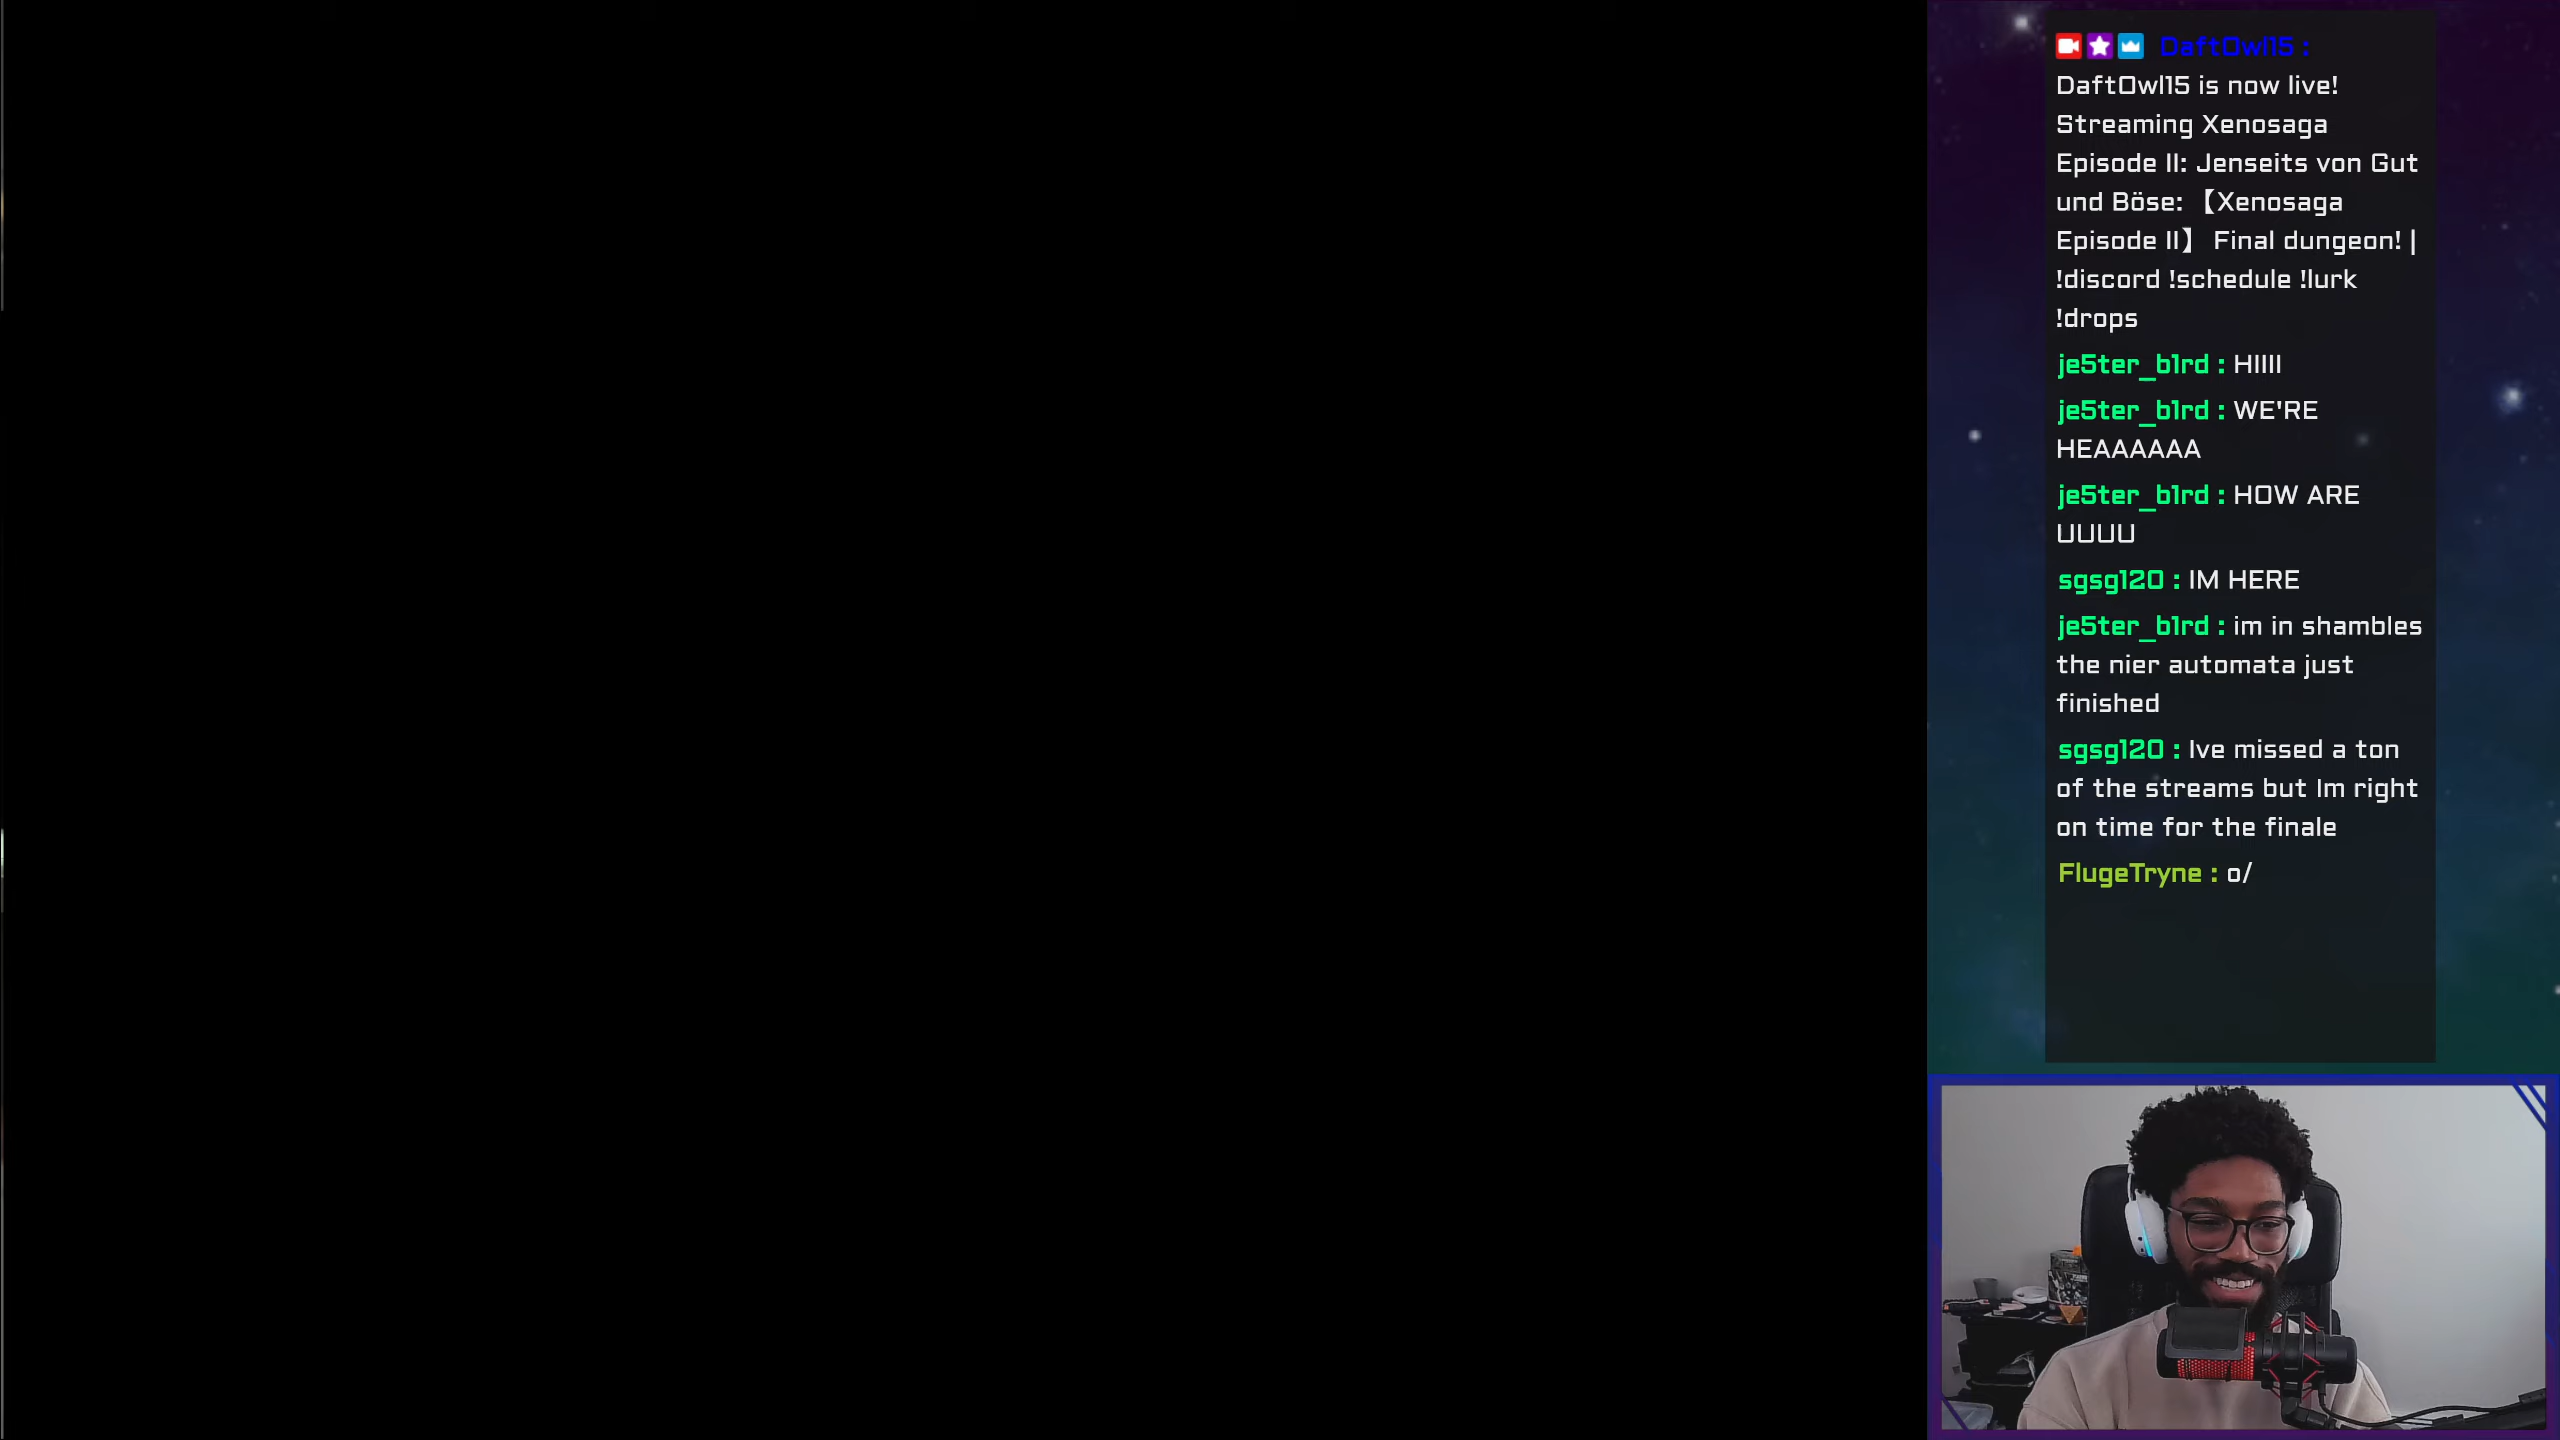 DaftOwl15 :
DaftOwl15 is now live!
Streaming Xenosaga
Episode II: Jenseits von Gut
und Böse: 【Xenosaga
Episode II】 Final dungeon! |
!discord !schedule !lurk
!drops
je5ter_b1rd : HIIII
je5ter_b1rd : WE'RE
HEAAAAAA
je5ter_b1rd : HOW ARE
UUUU
sgsg120 : IM HERE
je5ter_b1rd : im in shambles
the nier automata just
finished
sgsg120 : Ive missed a ton
of the streams but Im right
on time for the finale
FlugeTryne : o/